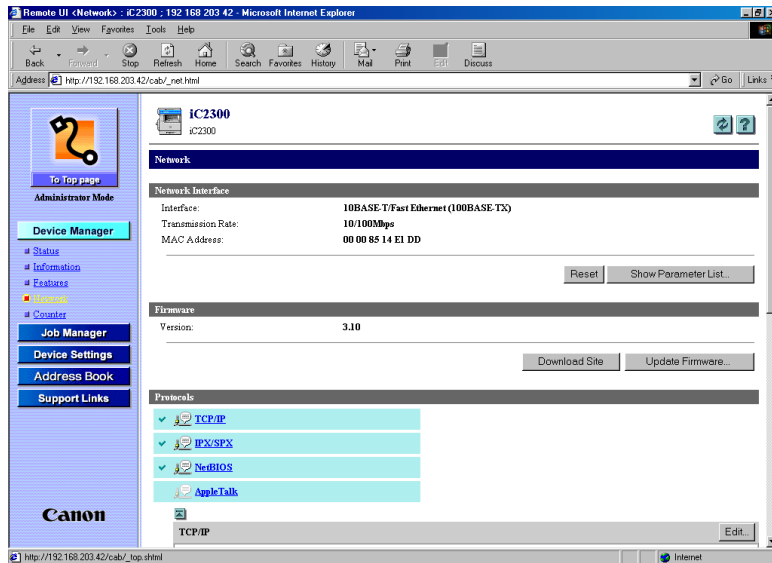 Remote UI <Network> : iC2300 ; 192 168 203 42 - Microsoft Internet Explorer
File Edit View Favorites Tools Help
Back Forward Stop Refresh Home Search Favorites History Mail Print Edit Discuss
Address http://192.168.203.42/cab/_net.html Go Links
iC2300
iC2300
To Top page
Administrator Mode
Device Manager
Status
Information
Features
Network
Counter
Job Manager
Device Settings
Address Book
Support Links
Canon
Network
Network Interface
Interface: 10BASE-T/Fast Ethernet (100BASE-TX)
Transmission Rate: 10/100Mbps
MAC Address: 00 00 85 14 E1 DD
Reset Show Parameter List...
Firmware
Version: 3.10
Download Site Update Firmware...
Protocols
TCP/IP
IPX/SPX
NetBIOS
AppleTalk
TCP/IP Edit...
http://192.168.203.42/cab/_top.shtml Internet